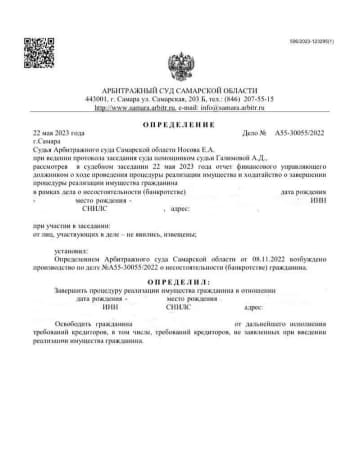 596/2023-123295(1)
АРБИТРАЖНЫЙ СУД САМАРСКОЙ ОБЛАСТИ
443001, г. Самара ул. Самарская, 203 Б, тел.: (846) 207-55-15
http://www.samara.arbitr.ru, e-mail: info@samara.arbitr.ru
О П Р Е Д Е Л Е Н И Е
22 мая 2023 года Дело № А55-30055/2022
г.Самара
Судья Арбитражного суда Самарской области Носова Е.А.
при ведении протокола заседания суда помощником судьи Галимовой А.Д.,
рассмотрев в судебном заседании 22 мая 2023 года отчет финансового управляющего
должником о ходе проведения процедуры реализации имущества и ходатайство о завершении
процедуры реализации имущества гражданина
в рамках дела о несостоятельности (банкротстве) дата рождения
- место рождения - ИНН
СНИЛС , адрес:
при участии в заседании:
от лиц, участвующих в деле – не явились, извещены;
установил:
Определением Арбитражного суда Самарской области от 08.11.2022 возбуждено
производство по делу №А55-30055/2022 о несостоятельности (банкротстве) гражданина.
О П Р Е Д Е Л И Л :
Завершить процедуру реализации имущества гражданина в отношении
дата рождения - место рождения
ИНН СНИЛС адрес:
Освободить гражданина от дальнейшего исполнения
требований кредиторов, в том числе, требований кредиторов, не заявленных при введении
реализации имущества гражданина.